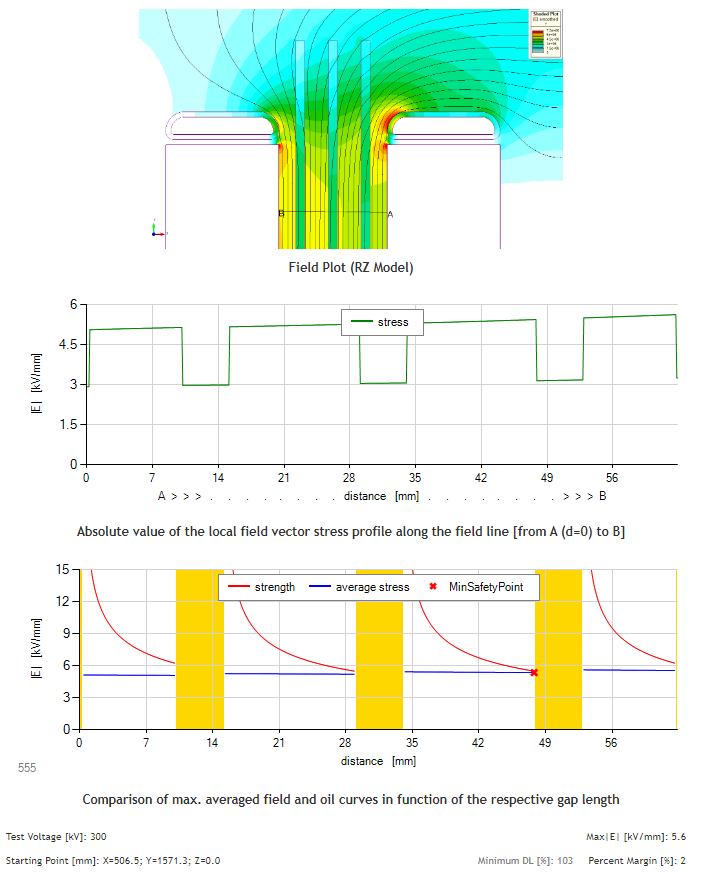 Shaded Plot
|E| smoothed
B
A
Field Plot (RZ Model)
6
stress
4.5
|E| [kV/mm]
3
1.5
0
0 7 14 21 28 35 42 49 56
A > > > . . . . . . . distance [mm] . . . . . . . > > > B
Absolute value of the local field vector stress profile along the field line [from A (d=0) to B]
15
strength average stress MinSafetyPoint
12
9
|E| [kV/mm]
6
3
0
0 7 14 21 28 35 42 49 56
distance [mm]
555
Comparison of max. averaged field and oil curves in function of the respective gap length
Test Voltage [kV]: 300 Max|E| [kV/mm]: 5.6
Starting Point [mm]: X=506.5; Y=1571.3; Z=0.0 Minimum DL [%]: 103 Percent Margin [%]: 2